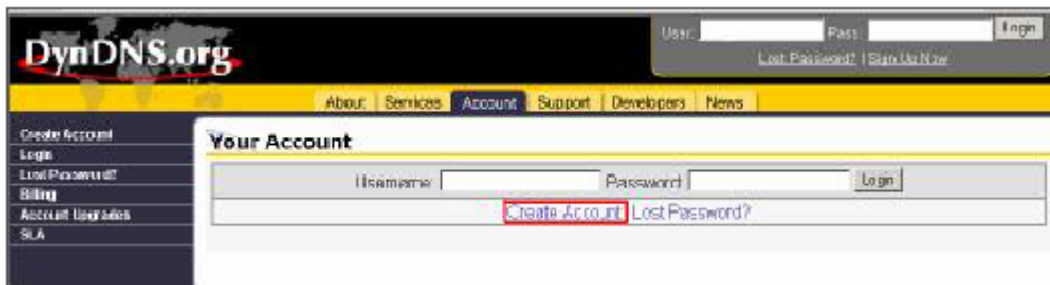 DynDNS.org
User: Pass: Login
Lost Password? | Sign Up Now
About Services Account Support Developers News
Create Account
Login
Lost Password?
Billing
Account Upgrades
SLA
Your Account
Username: Password: Login
Create Account Lost Password?